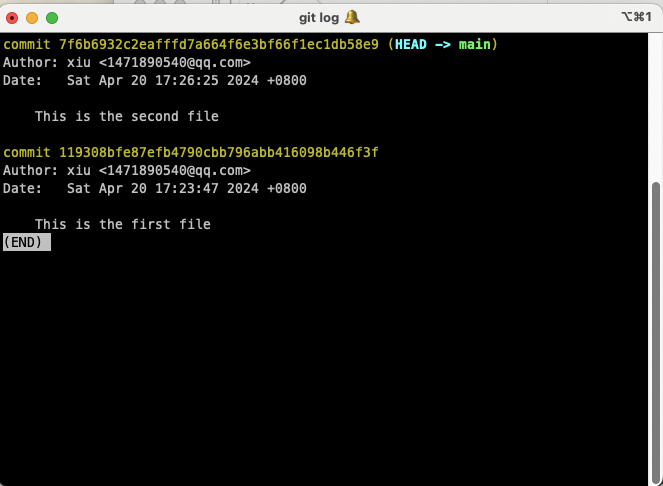 git log 🔔
⌥⌘1
commit 7f6b6932c2eafffd7a664f6e3bf66f1ec1db58e9 (HEAD -> main)
Author: xiu <1471890540@qq.com>
Date:   Sat Apr 20 17:26:25 2024 +0800
    This is the second file
commit 119308bfe87efb4790cbb796abb416098b446f3f
Author: xiu <1471890540@qq.com>
Date:   Sat Apr 20 17:23:47 2024 +0800
    This is the first file
(END)